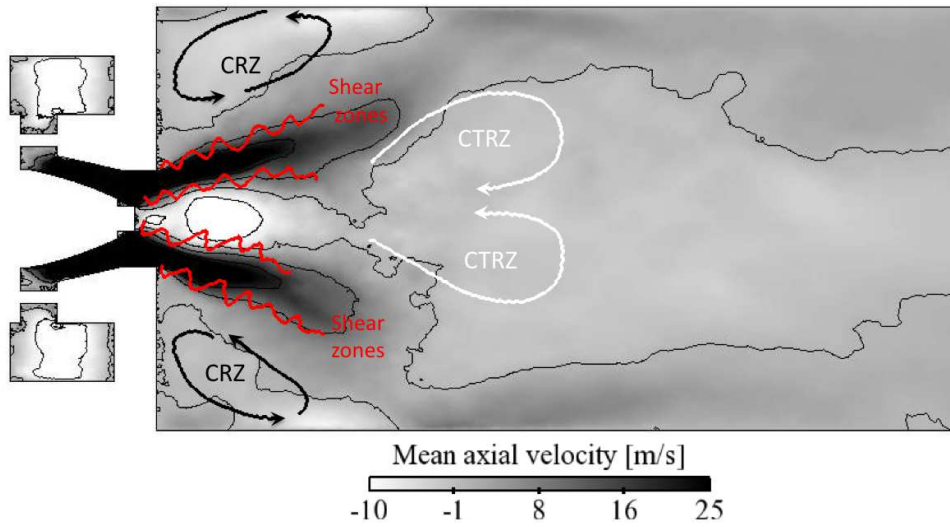 CRZ
Shear
zones
CTRZ
CTRZ
Shear
zones
CRZ
Mean axial velocity [m/s]
-10 -1 8 16 25